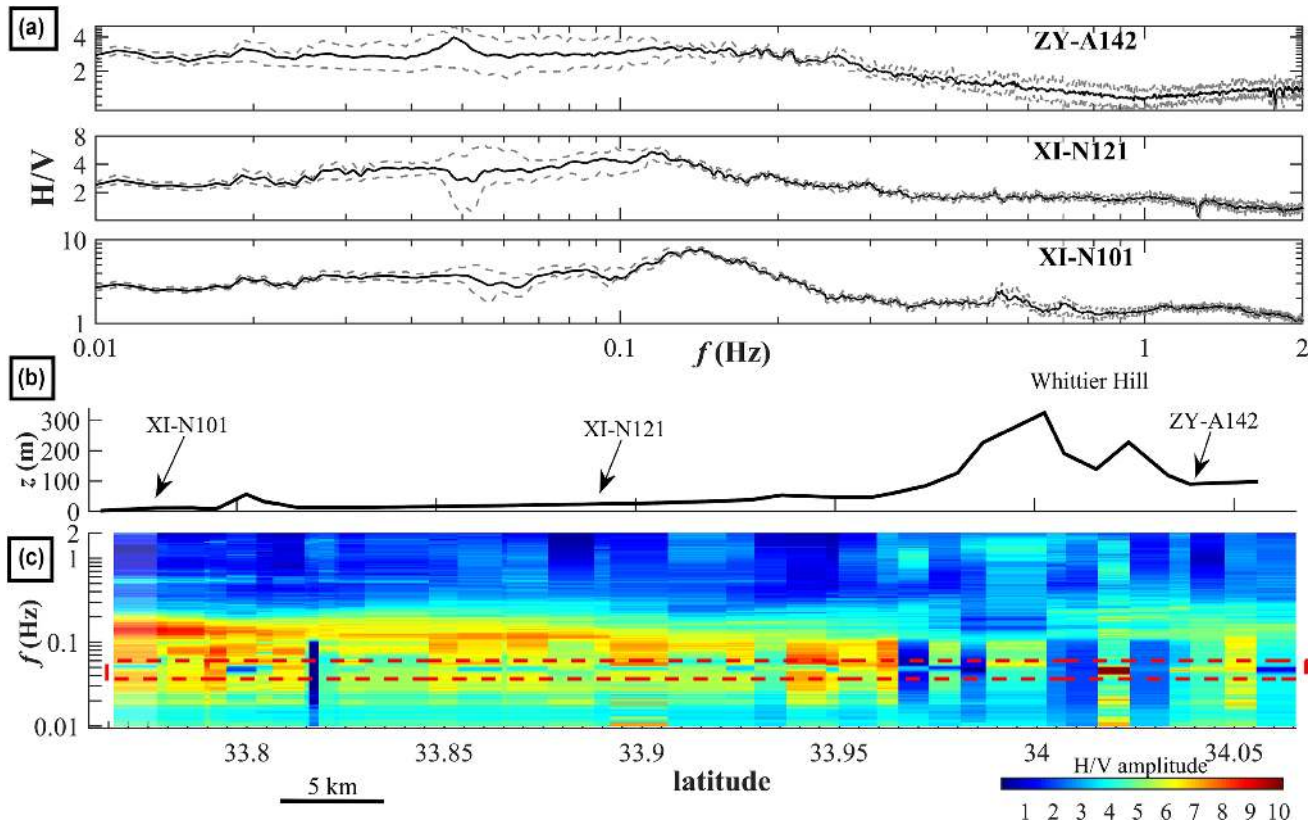 (a)
4
2
ZY-A142
H/V
8
4
2
XI-N121
10
1
XI-N101
0.01 0.1 f (Hz) 1 2
(b)
Whittier Hill
z (m)
300
200
100
0
XI-N101
XI-N121
ZY-A142
(c)
f (Hz)
2
1
0.1
0.01
33.8 33.85 33.9 33.95 34 34.05
5 km
latitude
H/V amplitude
1 2 3 4 5 6 7 8 9 10